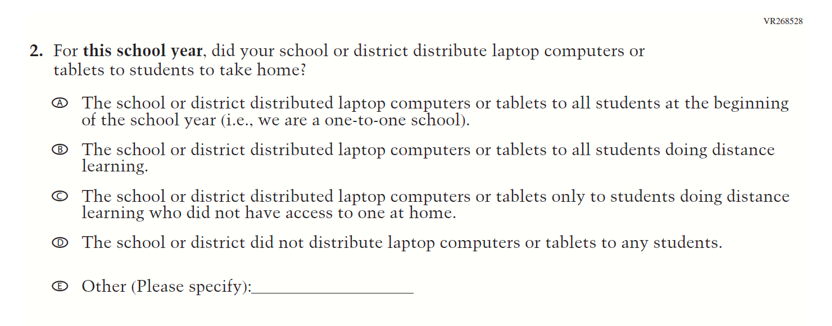 VR268528
2. For this school year, did your school or district distribute laptop computers or
tablets to students to take home?
A The school or district distributed laptop computers or tablets to all students at the beginning
of the school year (i.e., we are a one-to-one school).
B The school or district distributed laptop computers or tablets to all students doing distance
learning.
C The school or district distributed laptop computers or tablets only to students doing distance
learning who did not have access to one at home.
D The school or district did not distribute laptop computers or tablets to any students.
E Other (Please specify):